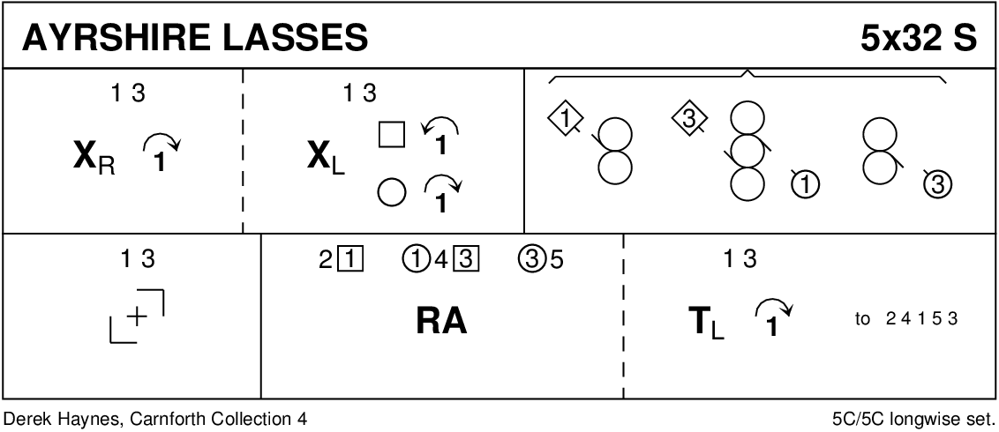 AYRSHIRE LASSES 5x32 S
1 3 1 3
1 3
XR 1 XL 1
1 1 3
1 3 1 3
2 1 1 4 3 3 5
RA TL 1 to 2 4 1 5 3
Derek Haynes, Carnforth Collection 4 5C/5C longwise set.